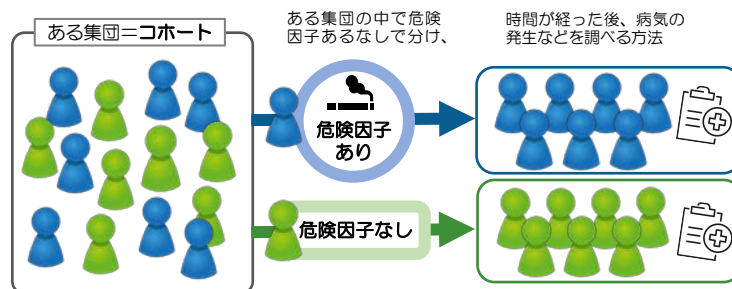 ある集団＝コホート
ある集団の中で危険
因子あるなしで分け、
時間が経った後、病気の
発生などを調べる方法
危険因子
あり
危険因子なし